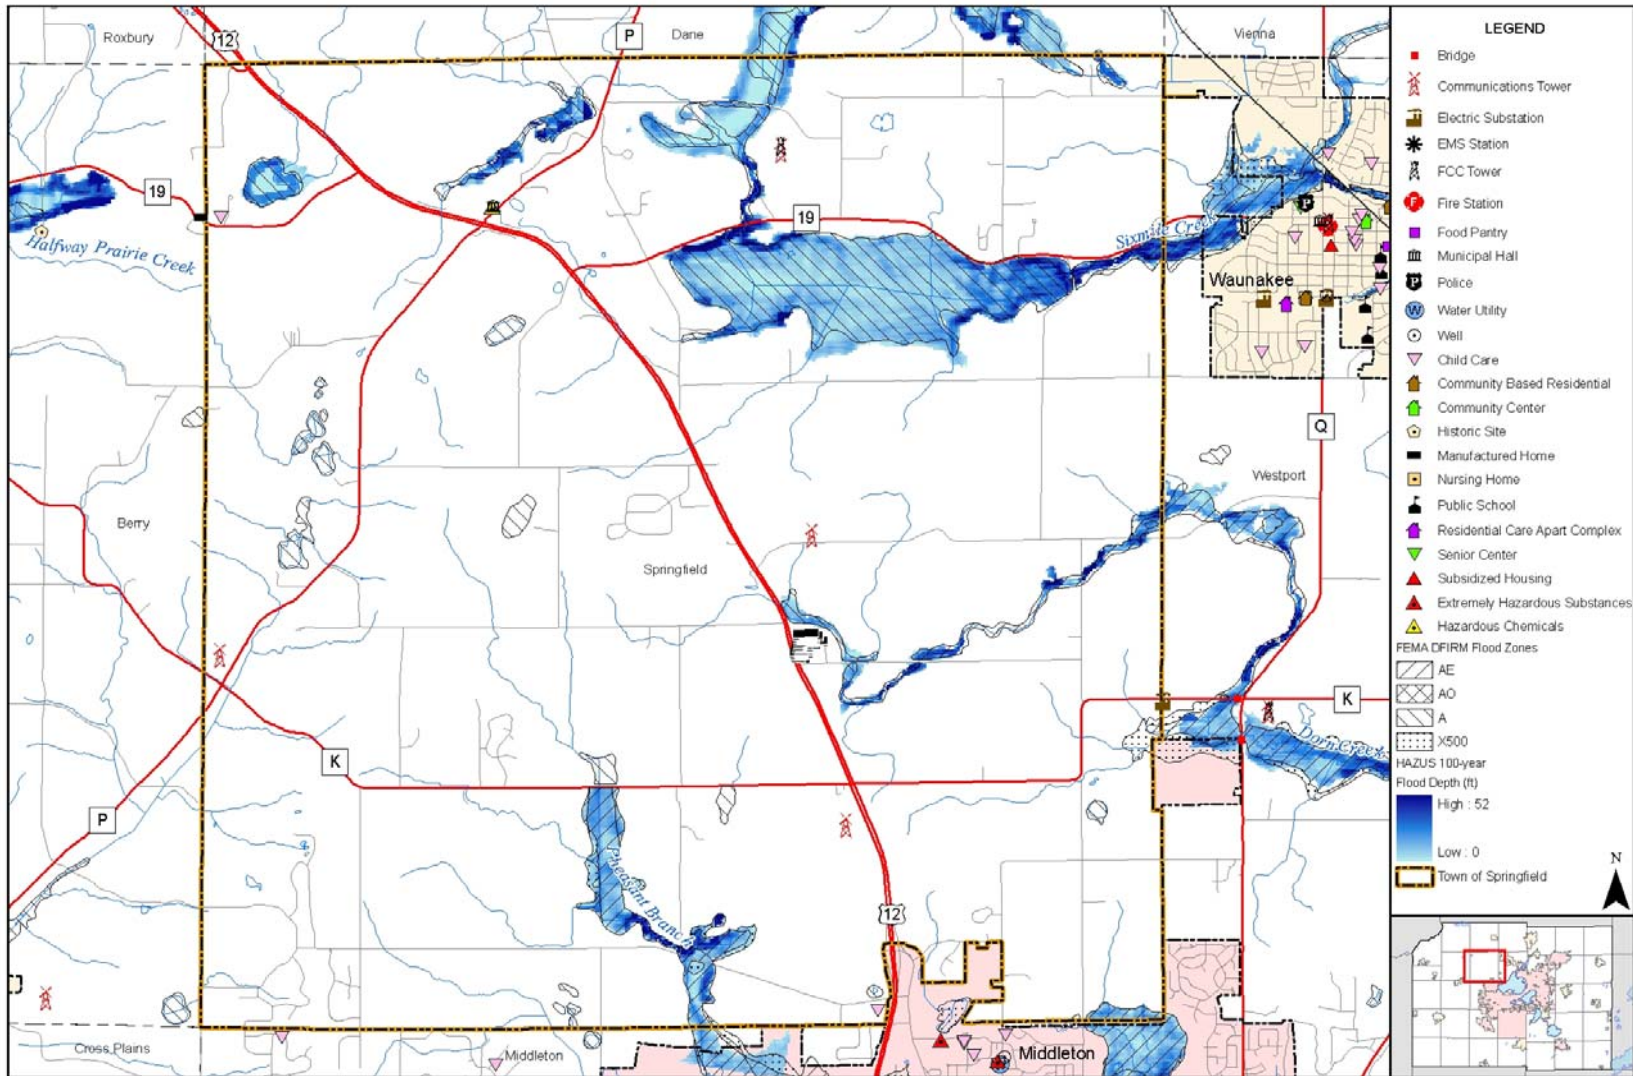 Roxbury
12
P
Dane
Vienna
19
Halfway Prairie Creek
19
Sixmile Creek
Waunakee
Q
Westport
Berry
Springfield
K
K
Dorn Creek
P
Pheasant Branch
12
Cross Plains
Middleton
Middleton
LEGEND
Bridge
Communications Tower
Electric Substation
EMS Station
FCC Tower
F Fire Station
Food Pantry
Municipal Hall
P Police
W Water Utility
Well
Child Care
Community Based Residential
Community Center
Historic Site
Manufactured Home
Nursing Home
Public School
Residential Care Apart Complex
Senior Center
Subsidized Housing
Extremely Hazardous Substances
Hazardous Chemicals
FEMA DFIRM Flood Zones
AE
AO
A
X500
HAZUS 100-year
Flood Depth (ft)
High : 52
Low : 0
Town of Springfield
N